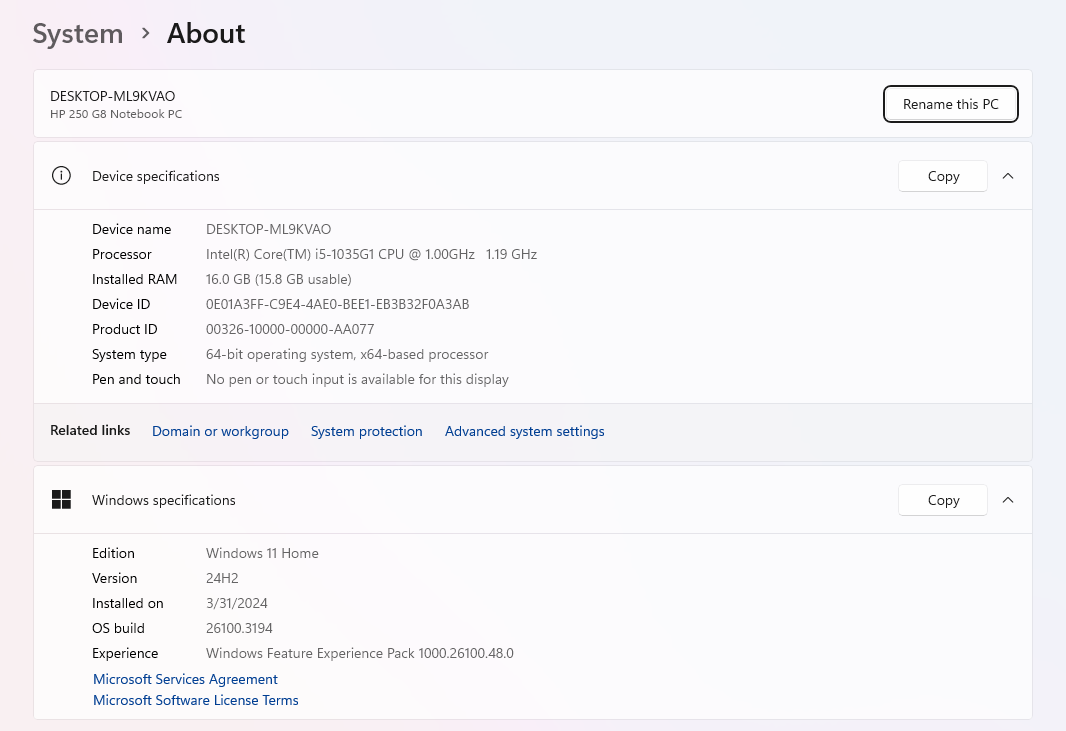 System › About
DESKTOP-ML9KVAO
HP 250 G8 Notebook PC
Rename this PC
Device specifications
Copy
Device name DESKTOP-ML9KVAO
Processor Intel(R) Core(TM) i5-1035G1 CPU @ 1.00GHz 1.19 GHz
Installed RAM 16.0 GB (15.8 GB usable)
Device ID 0E01A3FF-C9E4-4AE0-BEE1-EB3B32F0A3AB
Product ID 00326-10000-00000-AA077
System type 64-bit operating system, x64-based processor
Pen and touch No pen or touch input is available for this display
Related links Domain or workgroup System protection Advanced system settings
Windows specifications
Copy
Edition Windows 11 Home
Version 24H2
Installed on 3/31/2024
OS build 26100.3194
Experience Windows Feature Experience Pack 1000.26100.48.0
Microsoft Services Agreement
Microsoft Software License Terms